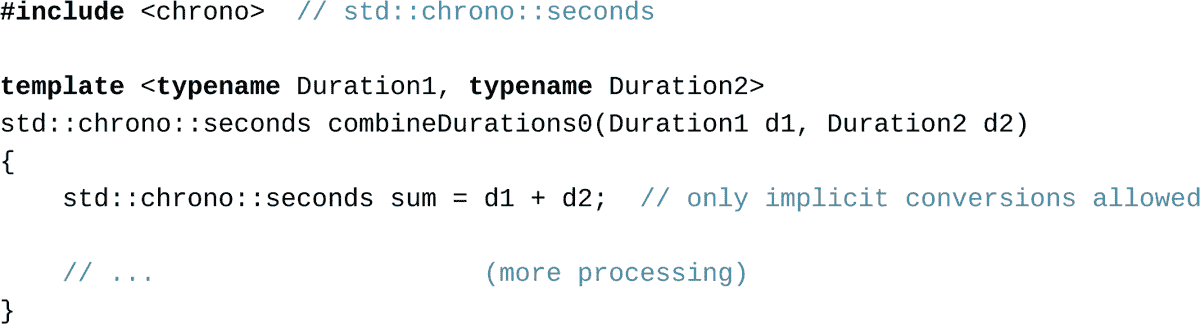 #include <chrono>  // std::chrono::seconds
template <typename Duration1, typename Duration2>
std::chrono::seconds combineDurations0(Duration1 d1, Duration2 d2)
{
    std::chrono::seconds sum = d1 + d2;  // only implicit conversions allowed
    // ...                     (more processing)
}